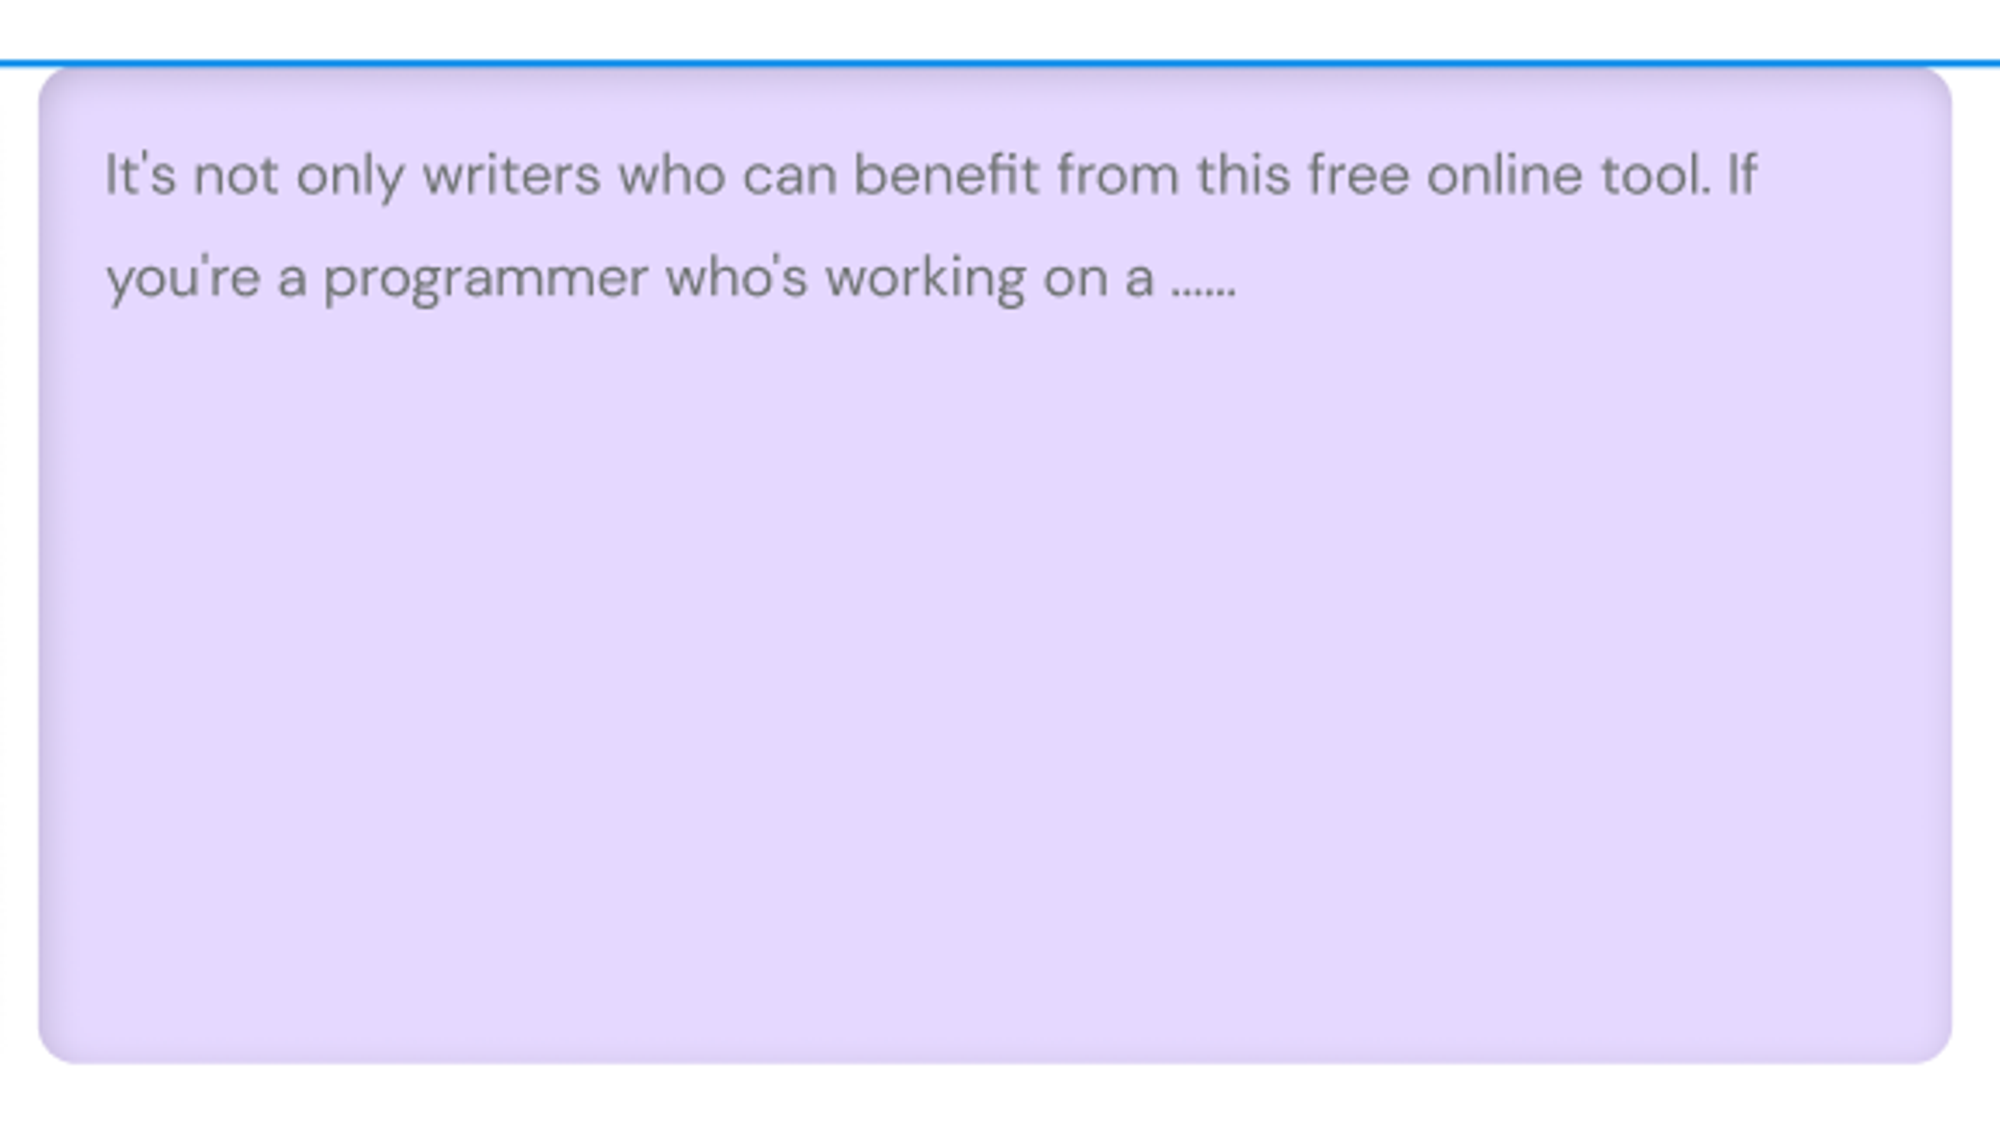 It's not only writers who can benefit from this free online tool. If
you're a programmer who's working on a ......